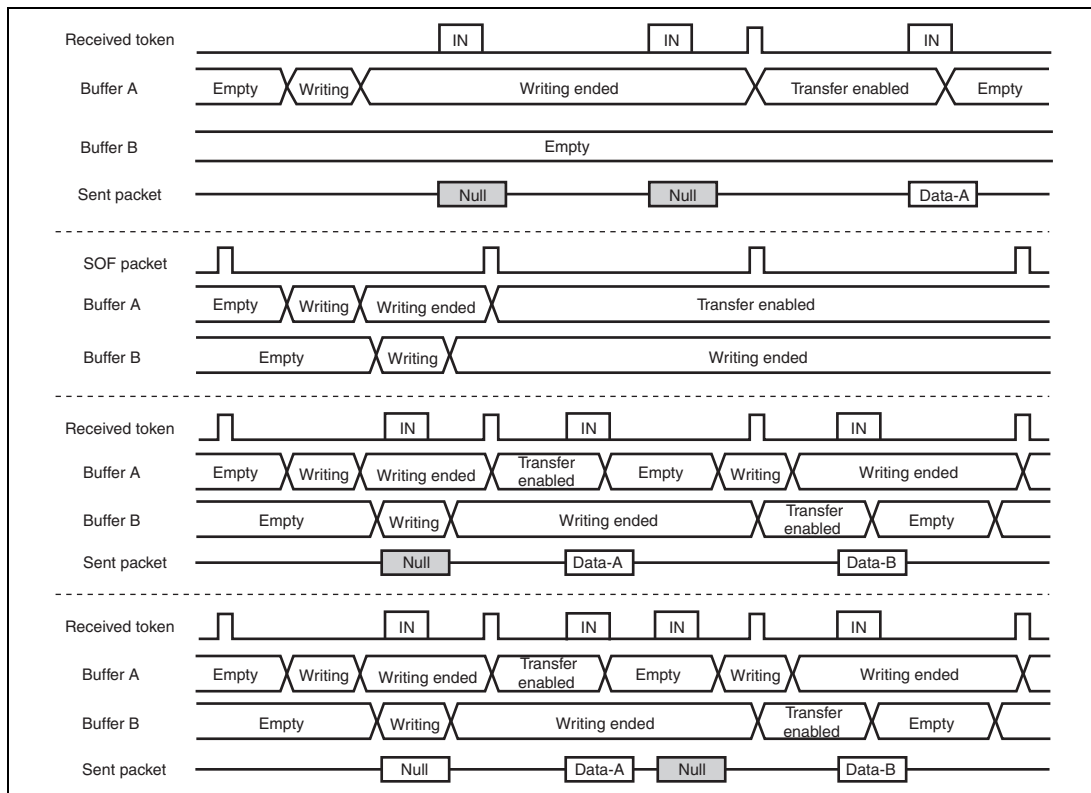 Received token IN IN IN
Buffer A Empty Writing Writing ended Transfer enabled Empty
Buffer B Empty
Sent packet Null Null Data-A
SOF packet
Buffer A Empty Writing Writing ended Transfer enabled
Buffer B Empty Writing Writing ended
Received token IN IN IN
Buffer A Empty Writing Writing ended Transfer enabled Empty Writing Writing ended
Buffer B Empty Writing Writing ended Transfer enabled Empty
Sent packet Null Data-A Data-B
Received token IN IN IN IN
Buffer A Empty Writing Writing ended Transfer enabled Empty Writing Writing ended
Buffer B Empty Writing Writing ended Transfer enabled Empty
Sent packet Null Data-A Null Data-B